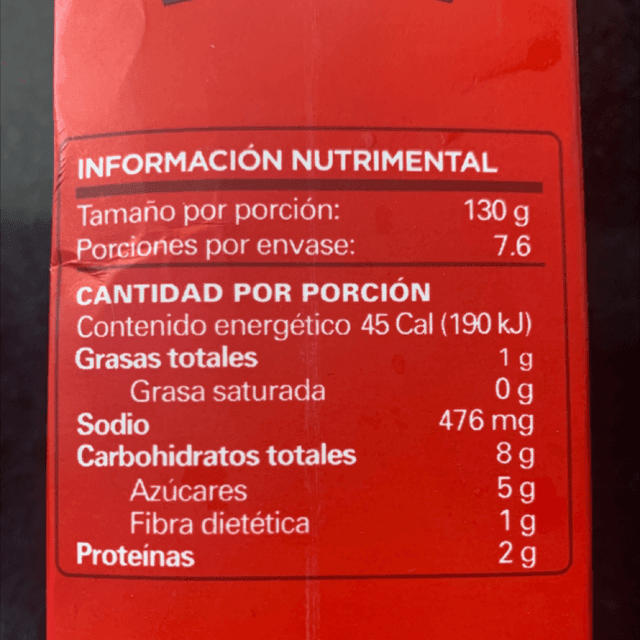 INFORMACIÓN NUTRIMENTAL
Tamaño por porción: 130 g
Porciones por envase: 7.6
CANTIDAD POR PORCIÓN
Contenido energético 45 Cal (190 kJ)
Grasas totales 1 g
Grasa saturada 0 g
Sodio 476 mg
Carbohidratos totales 8 g
Azúcares 5 g
Fibra dietética 1 g
Proteínas 2 g